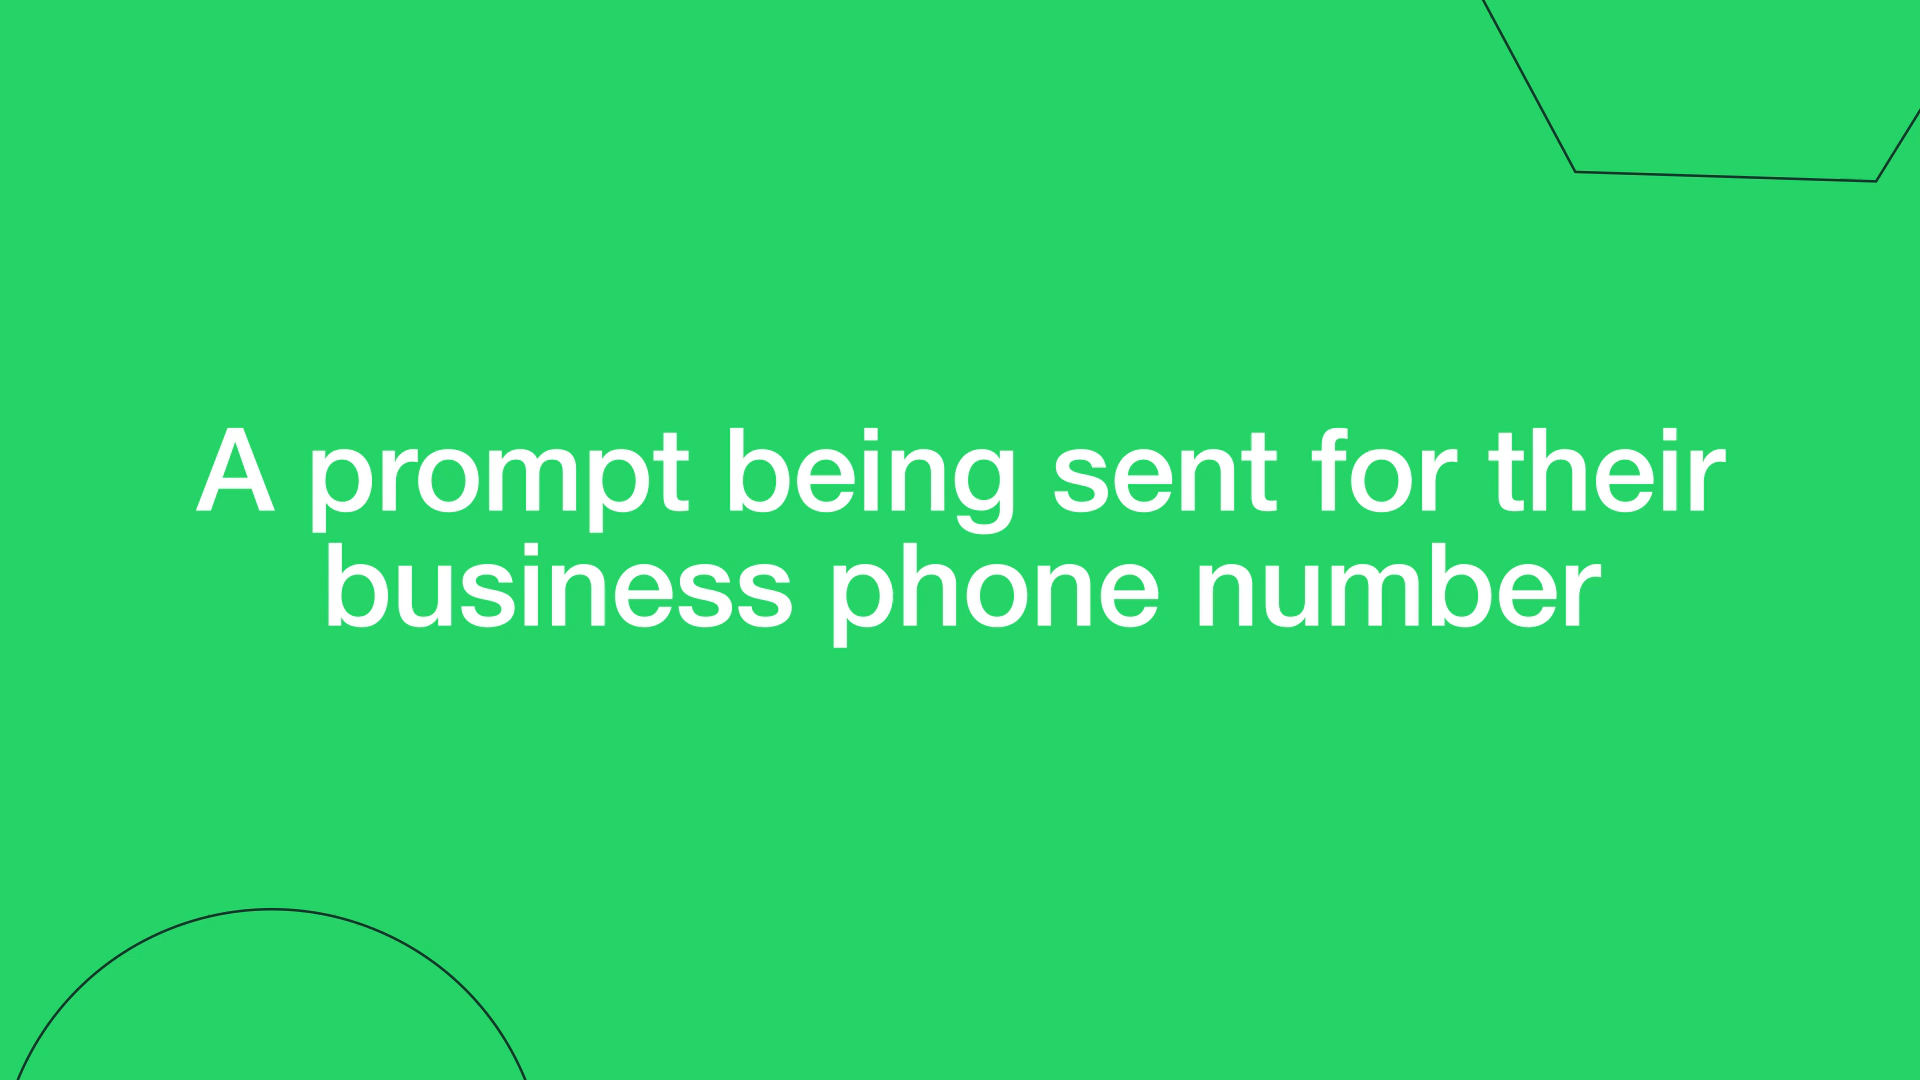 A prompt being sent for their
business phone number